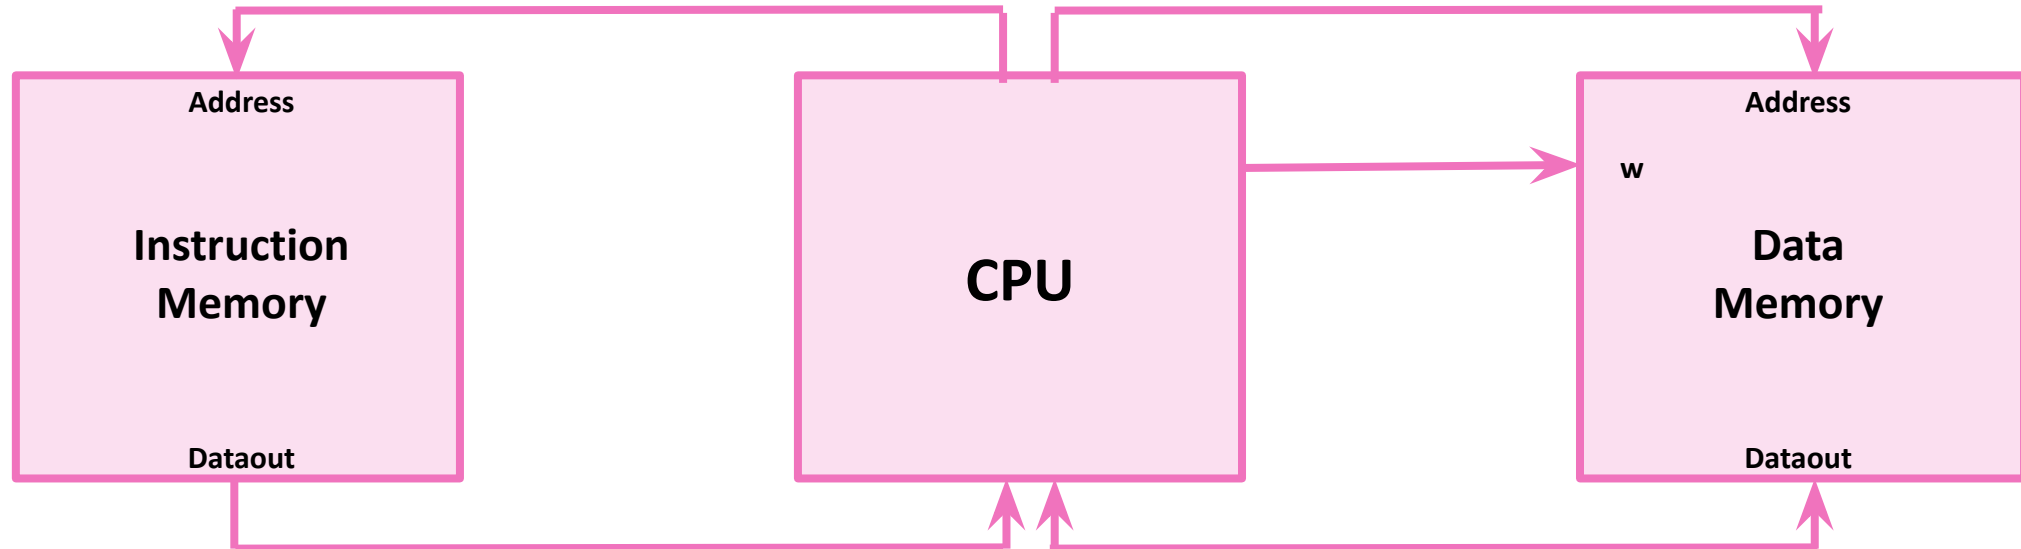 Address
Instruction
Memory
Dataout
CPU
Address
w
Data
Memory
Dataout